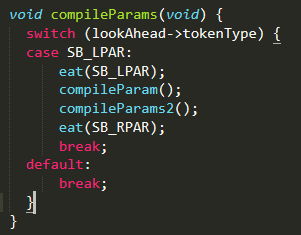 void compileParams(void) {
  switch (lookAhead->tokenType) {
  case SB_LPAR:
      eat(SB_LPAR);
      compileParam();
      compileParams2();
      eat(SB_RPAR);
      break;
  default:
      break;
  }
}